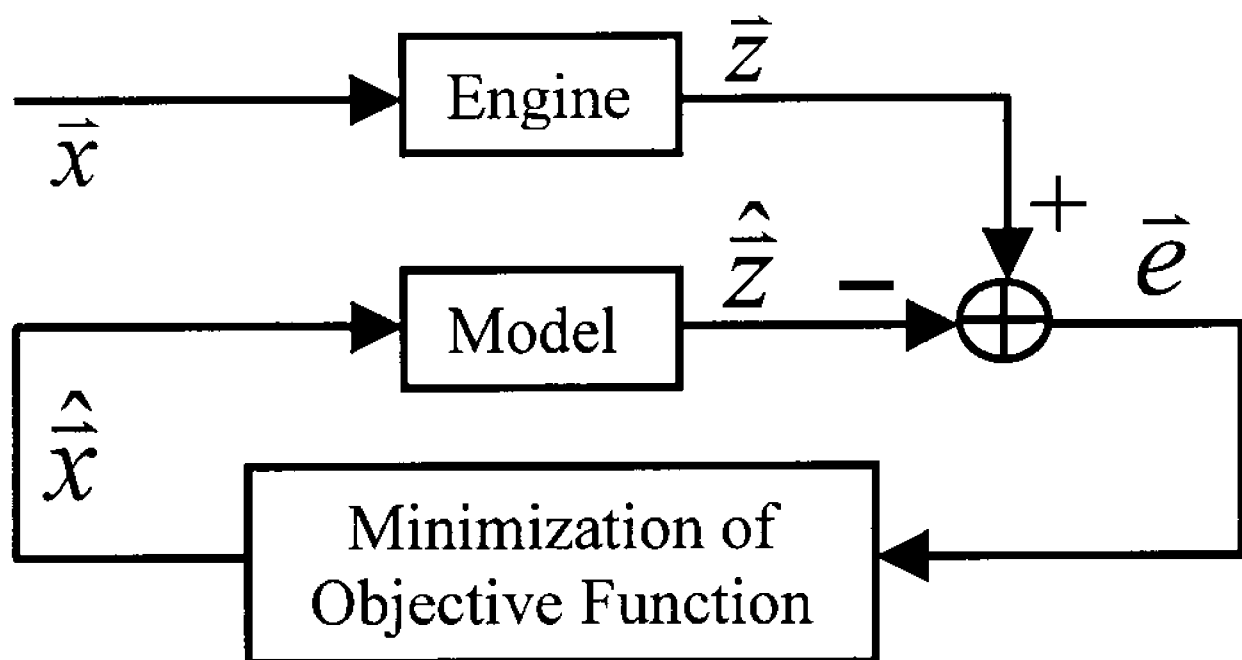 z⃗
Engine
x⃗
+
ẑ⃗
e⃗
−
Model
x̂⃗
Minimization of
Objective Function